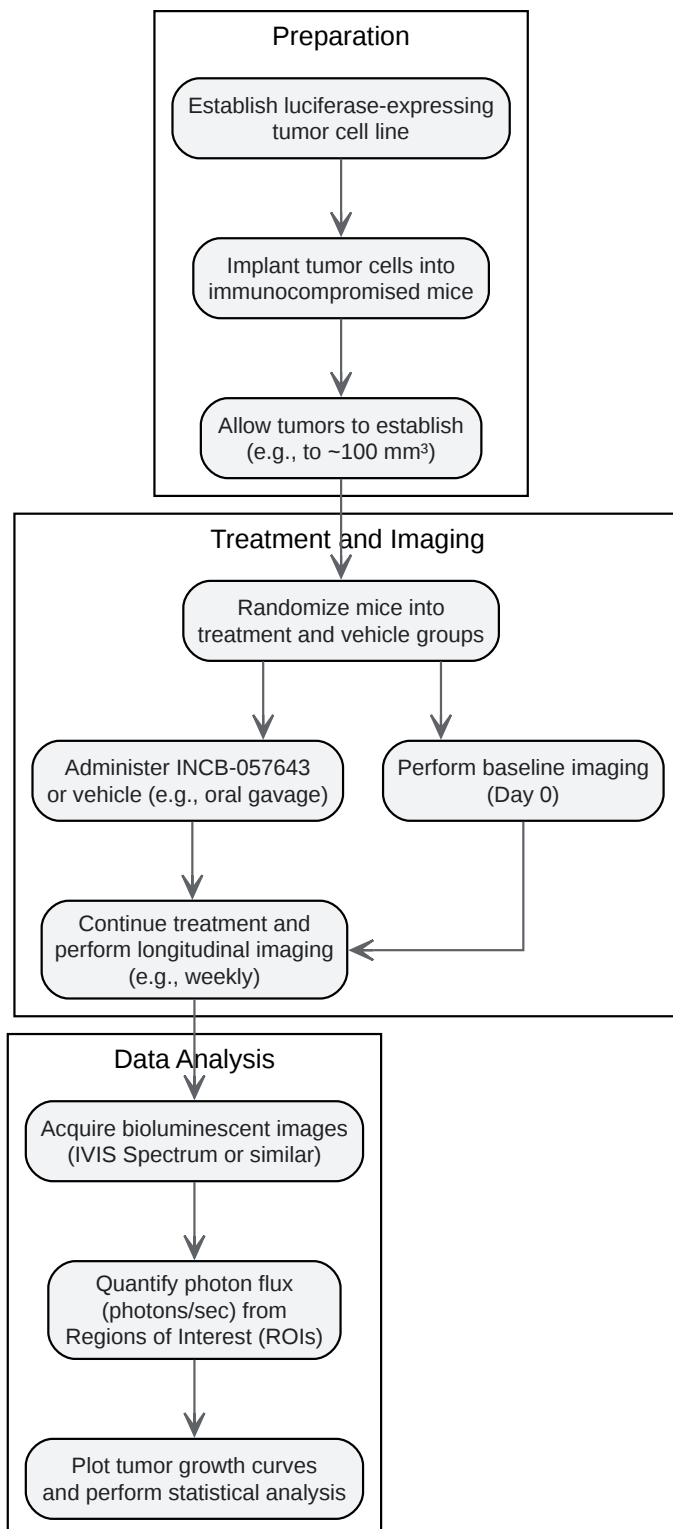 Preparation
Establish luciferase-expressing
tumor cell line
Implant tumor cells into
immunocompromised mice
Allow tumors to establish
(e.g., to ~100 mm³)
Treatment and Imaging
Randomize mice into
treatment and vehicle groups
Administer INCB-057643
or vehicle (e.g., oral gavage)
Perform baseline imaging
(Day 0)
Continue treatment and
perform longitudinal imaging
(e.g., weekly)
Data Analysis
Acquire bioluminescent images
(IVIS Spectrum or similar)
Quantify photon flux
(photons/sec) from
Regions of Interest (ROIs)
Plot tumor growth curves
and perform statistical analysis